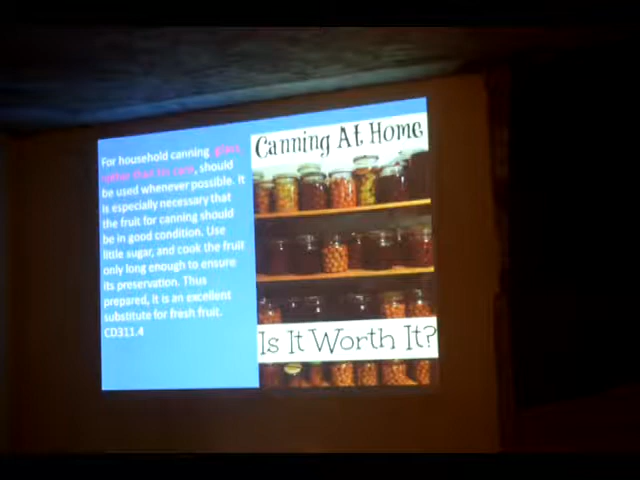 For household canning glass,
rather than tin cans, should
be used whenever possible. It
is especially necessary that
the fruit for canning should
be in good condition. Use
little sugar, and cook the fruit
only long enough to ensure
its preservation. Thus
prepared, it is an excellent
substitute for fresh fruit.
CD311.4
Canning At Home
Is It Worth It?